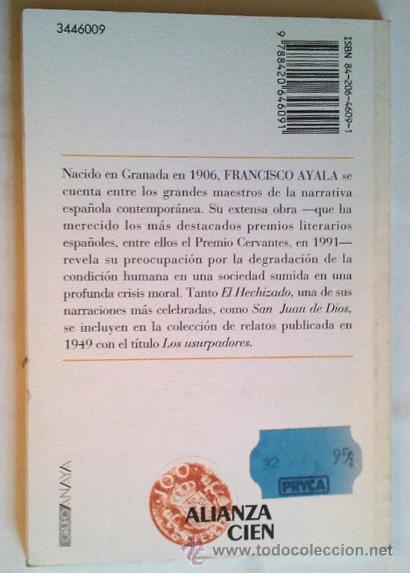 3446009
ISBN 84-206-4609-1
9 788420 646091
Nacido en Granada en 1906, FRANCISCO AYALA se
cuenta entre los grandes maestros de la narrativa
española contemporánea. Su extensa obra —que ha
merecido los más destacados premios literarios
españoles, entre ellos el Premio Cervantes, en 1991—
revela su preocupación por la degradación de la
condición humana en una sociedad sumida en una
profunda crisis moral. Tanto El Hechizado, una de sus
narraciones más celebradas, como San Juan de Dios,
se incluyen en la colección de relatos publicada en
1949 con el título Los usurpadores.
GRUPO ANAYA
100
ALIANZA
CIEN
32
PRYCA
www.todocoleccion.net